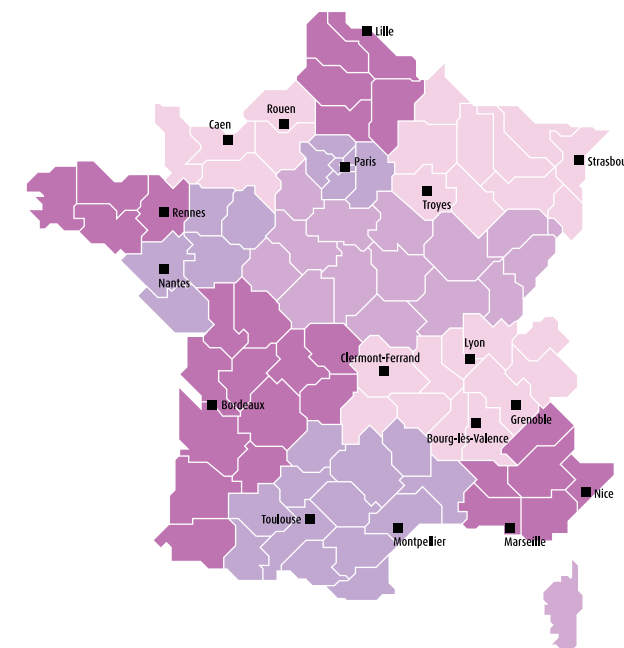 Lille
Rouen
Caen
Paris
Strasbou
Troyes
Rennes
Nantes
Lyon
Clermont-Ferrand
Bordeaux
Grenoble
Bourg-lès-Valence
Nice
Toulouse
Montpellier
Marseille